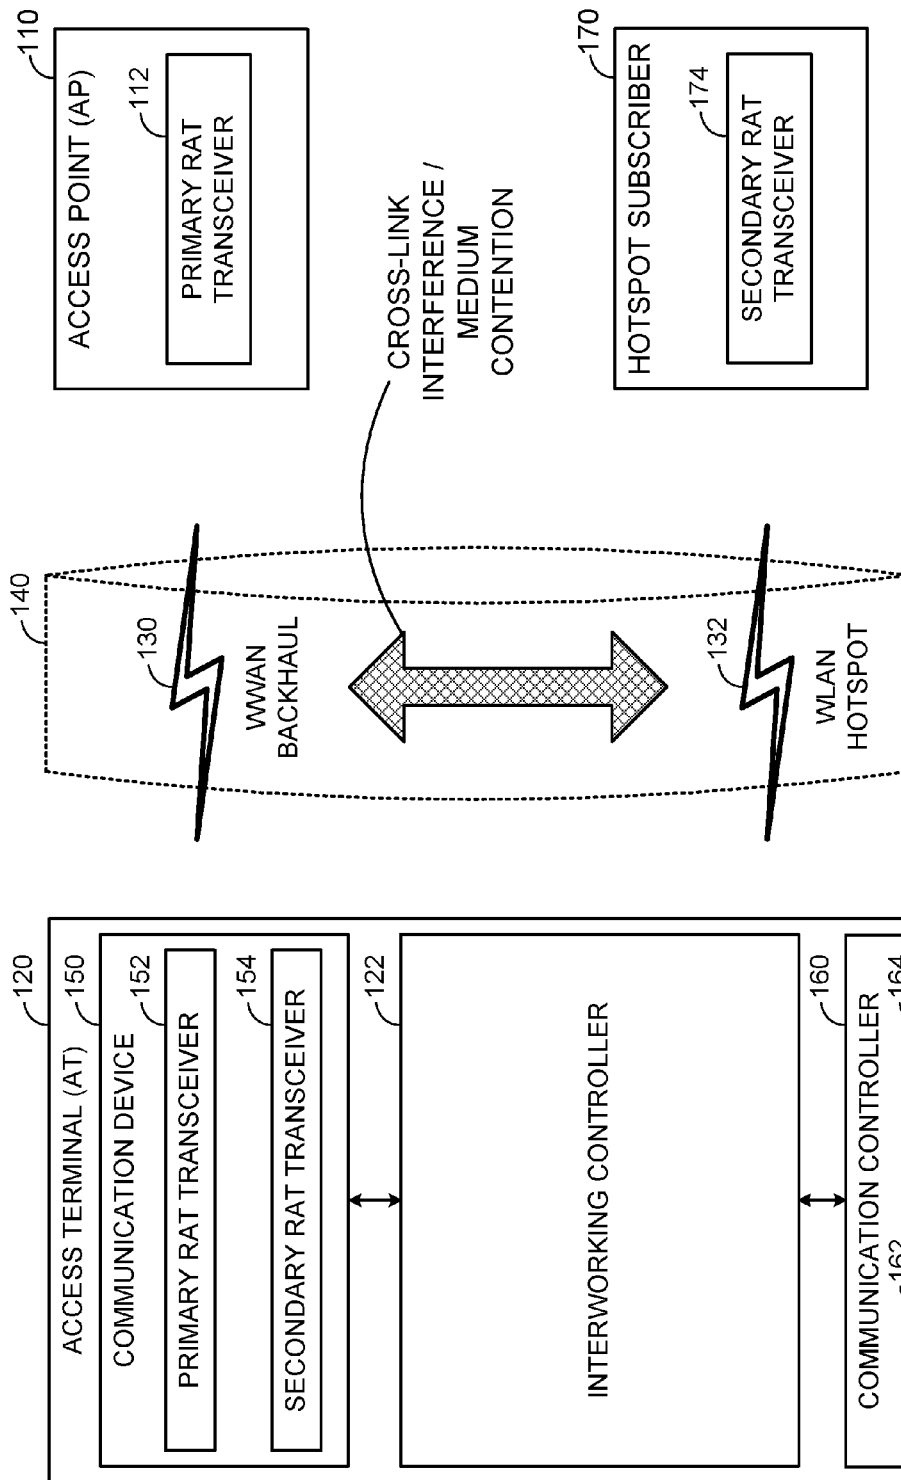 120
ACCESS TERMINAL (AT)
150
COMMUNICATION DEVICE
152
PRIMARY RAT TRANSCEIVER
154
SECONDARY RAT TRANSCEIVER
122
INTERWORKING CONTROLLER
160
COMMUNICATION CONTROLLER
162
164
140
130
WWAN
BACKHAUL
132
WLAN
HOTSPOT
110
ACCESS POINT (AP)
112
PRIMARY RAT
TRANSCEIVER
CROSS-LINK
INTERFERENCE /
MEDIUM
CONTENTION
170
HOTSPOT SUBSCRIBER
174
SECONDARY RAT
TRANSCEIVER